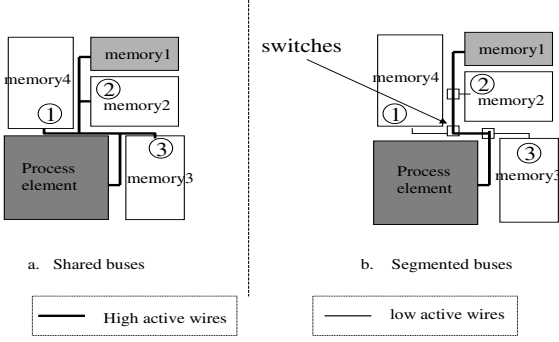 memory1
memory4
2
memory2
1
3
Process
element
memory3
a. Shared buses
High active wires
switches
memory1
memory4
2
memory2
1
3
Process
element
memory3
b. Segmented buses
low active wires